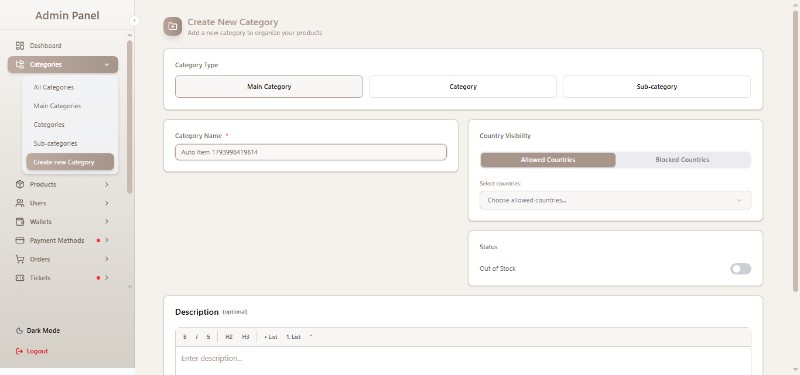 Admin Panel
Dashboard
Categories
All Categories
Main Categories
Categories
Sub-categories
Create new Category
Products
Users
Wallets
Payment Methods
Orders
Tickets
Dark Mode
Logout
Create New Category
Add a new category to organize your products
Category Type
Main Category
Category
Sub-category
Category Name *
Auto Item 1793998419614
Country Visibility
Allowed Countries
Blocked Countries
Select countries:
Choose allowed countries...
Status
Out of Stock
Description (optional)
B I S H2 H3 • List 1. List "
Enter description...